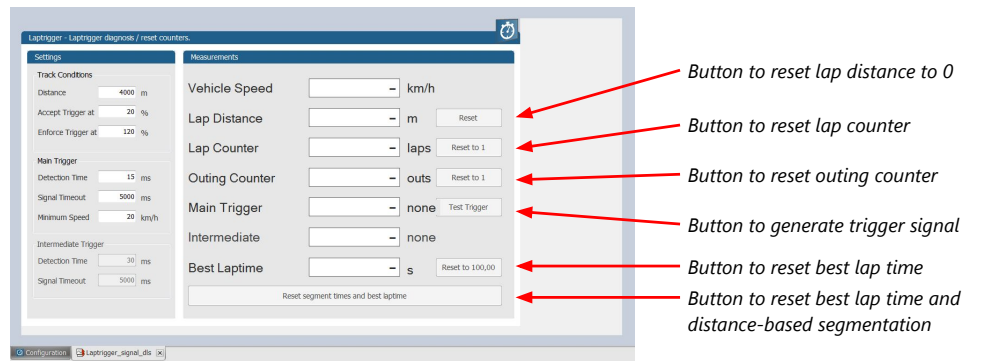 Laptrigger - Laptrigger diagnosis / reset counters.
Settings
Track Conditions
Distance 4000 m
Accept Trigger at 20 %
Enforce Trigger at 120 %
Main Trigger
Detection Time 15 ms
Signal Timeout 5000 ms
Minimum Speed 20 km/h
Intermediate Trigger
Detection Time 30 ms
Signal Timeout 5000 ms
Measurements
Vehicle Speed – km/h
Lap Distance – m Reset
Lap Counter – laps Reset to 1
Outing Counter – outs Reset to 1
Main Trigger – none Test Trigger
Intermediate – none
Best Laptime – s Reset to 100,00
Reset segment times and best laptime
Button to reset lap distance to 0
Button to reset lap counter
Button to reset outing counter
Button to generate trigger signal
Button to reset best lap time
Button to reset best lap time and
distance-based segmentation
Configuration Laptrigger_signal_dls